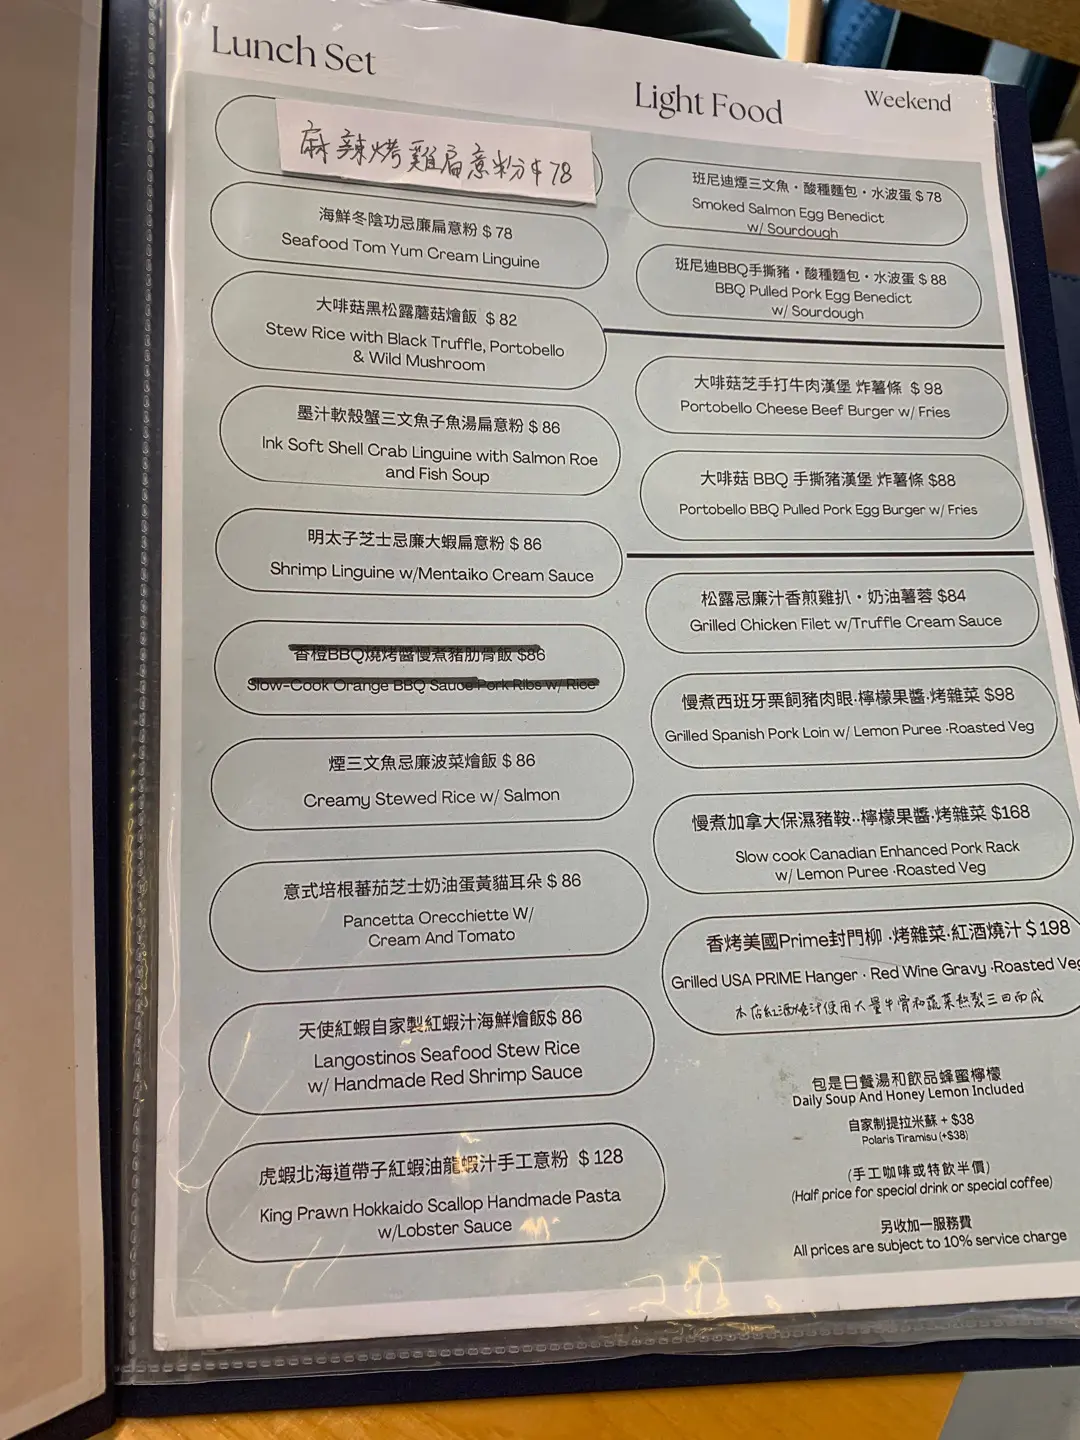 Lunch Set
麻辣烤雞扁意粉$78
海鮮冬陰功忌廉扁意粉 $ 78
Seafood Tom Yum Cream Linguine
大啡菇黑松露蘑菇燴飯 $ 82
Stew Rice with Black Truffle, Portobello
& Wild Mushroom
墨汁軟殼蟹三文魚子魚湯扁意粉 $ 86
Ink Soft Shell Crab Linguine with Salmon Roe
and Fish Soup
明太子芝士忌廉大蝦扁意粉 $ 86
Shrimp Linguine w/Mentaiko Cream Sauce
香橙BBQ燒烤醬慢煮豬肋骨飯 $86
Slow-Cook Orange BBQ Sauce Pork Ribs w/ Rice
煙三文魚忌廉波菜燴飯 $ 86
Creamy Stewed Rice w/ Salmon
意式培根蕃茄芝士奶油蛋黃貓耳朵 $ 86
Pancetta Orecchiette W/
Cream And Tomato
天使紅蝦自家製紅蝦汁海鮮燴飯$ 86
Langostinos Seafood Stew Rice
w/ Handmade Red Shrimp Sauce
虎蝦北海道帶子紅蝦油龍蝦汁手工意粉 $ 128
King Prawn Hokkaido Scallop Handmade Pasta
w/Lobster Sauce
Light Food
Weekend
班尼迪煙三文魚・酸種麵包・水波蛋 $ 78
Smoked Salmon Egg Benedict
w/ Sourdough
班尼迪BBQ手撕豬・酸種麵包・水波蛋 $ 88
BBQ Pulled Pork Egg Benedict
w/ Sourdough
大啡菇芝手打牛肉漢堡 炸薯條 $ 98
Portobello Cheese Beef Burger w/ Fries
大啡菇 BBQ 手撕豬漢堡 炸薯條 $88
Portobello BBQ Pulled Pork Egg Burger w/ Fries
松露忌廉汁香煎雞扒・奶油薯蓉 $84
Grilled Chicken Filet w/Truffle Cream Sauce
慢煮西班牙栗飼豬肉眼·檸檬果醬·烤雜菜 $98
Grilled Spanish Pork Loin w/ Lemon Puree ·Roasted Veg
慢煮加拿大保濕豬鞍··檸檬果醬·烤雜菜 $168
Slow cook Canadian Enhanced Pork Rack
w/ Lemon Puree ·Roasted Veg
香烤美國Prime封門柳 ·烤雜菜·紅酒燒汁 $ 198
Grilled USA PRIME Hanger · Red Wine Gravy ·Roasted Veg
本店紅酒燒汁使用大量牛骨和蔬菜熬製三日而成
包是日餐湯和飲品蜂蜜檸檬
Daily Soup And Honey Lemon Included
自家制提拉米蘇 + $38
Polaris Tiramisu (+$38)
(手工咖啡或特飲半價)
(Half price for special drink or special coffee)
另收加一服務費
All prices are subject to 10% service charge